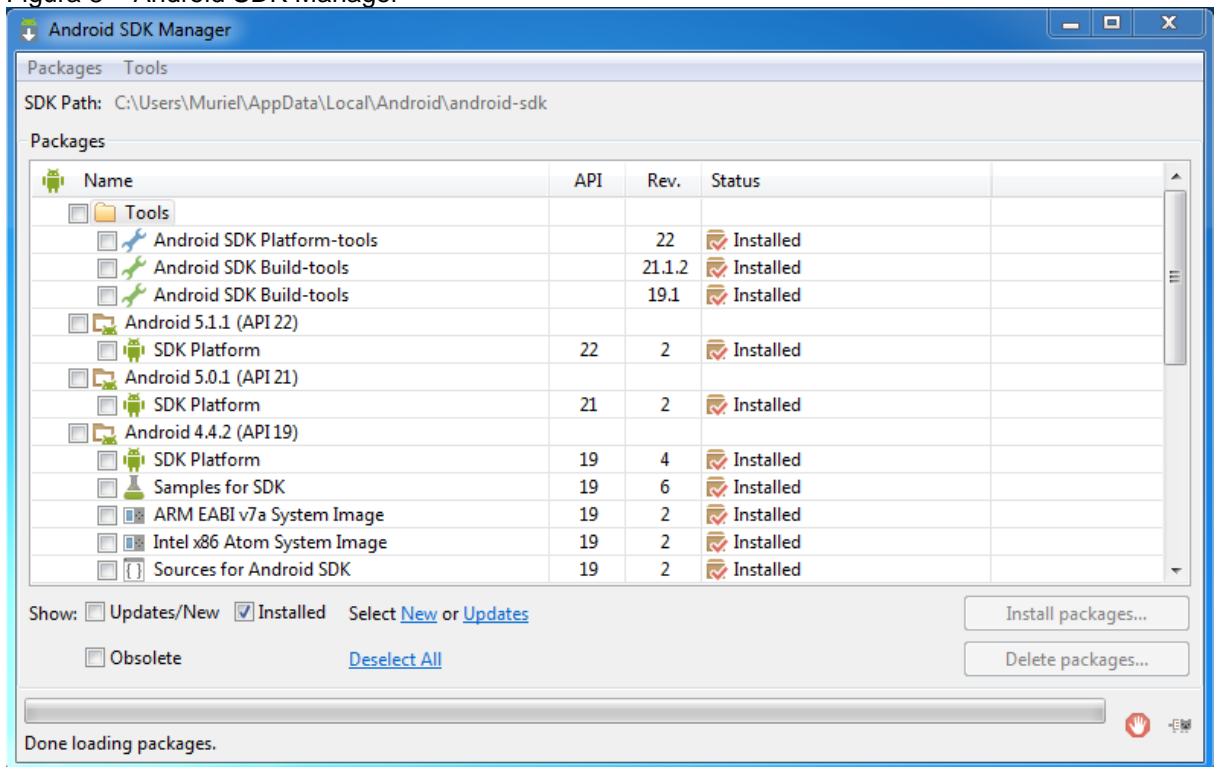 Figura 8 – Android SDK Manager
Android SDK Manager
Packages Tools
SDK Path: C:\Users\Muriel\AppData\Local\Android\android-sdk
Packages
Name API Rev. Status
Tools
Android SDK Platform-tools 22 Installed
Android SDK Build-tools 21.1.2 Installed
Android SDK Build-tools 19.1 Installed
Android 5.1.1 (API 22)
SDK Platform 22 2 Installed
Android 5.0.1 (API 21)
SDK Platform 21 2 Installed
Android 4.4.2 (API 19)
SDK Platform 19 4 Installed
Samples for SDK 19 6 Installed
ARM EABI v7a System Image 19 2 Installed
Intel x86 Atom System Image 19 2 Installed
Sources for Android SDK 19 2 Installed
Show: Updates/New Installed Select New or Updates Install packages...
Obsolete Deselect All Delete packages...
Done loading packages.